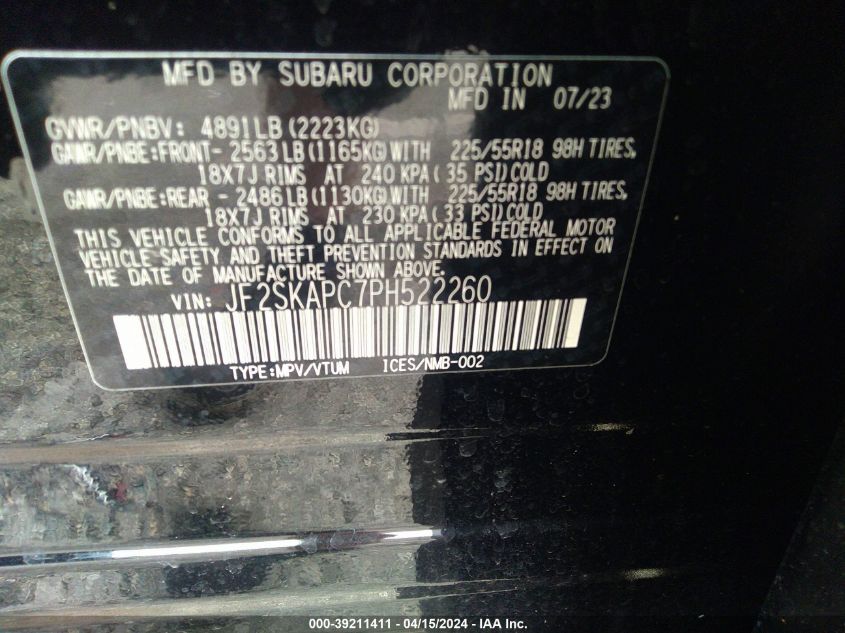 MFD BY SUBARU CORPORATION
MFD IN 07/23
GVWR/PNBV: 4891LB(2223KG)
GAWR/PNBE:FRONT- 2563LB(1165KG)WITH 225/55R18 98H TIRES,
18X7J RIMS AT 240 KPA(35 PSI)COLD
GAWR/PNBE:REAR - 2486LB(1130KG)WITH 225/55R18 98H TIRES,
18X7J RIMS AT 230 KPA(33 PSI)COLD
THIS VEHICLE CONFORMS TO ALL APPLICABLE FEDERAL MOTOR
VEHICLE SAFETY AND THEFT PREVENTION STANDARDS IN EFFECT ON
THE DATE OF MANUFACTURE SHOWN ABOVE.
VIN: JF2SKAPC7PH522260
TYPE:MPV/VTUM ICES/NMB-002
000-39211411 - 04/15/2024 - IAA Inc.